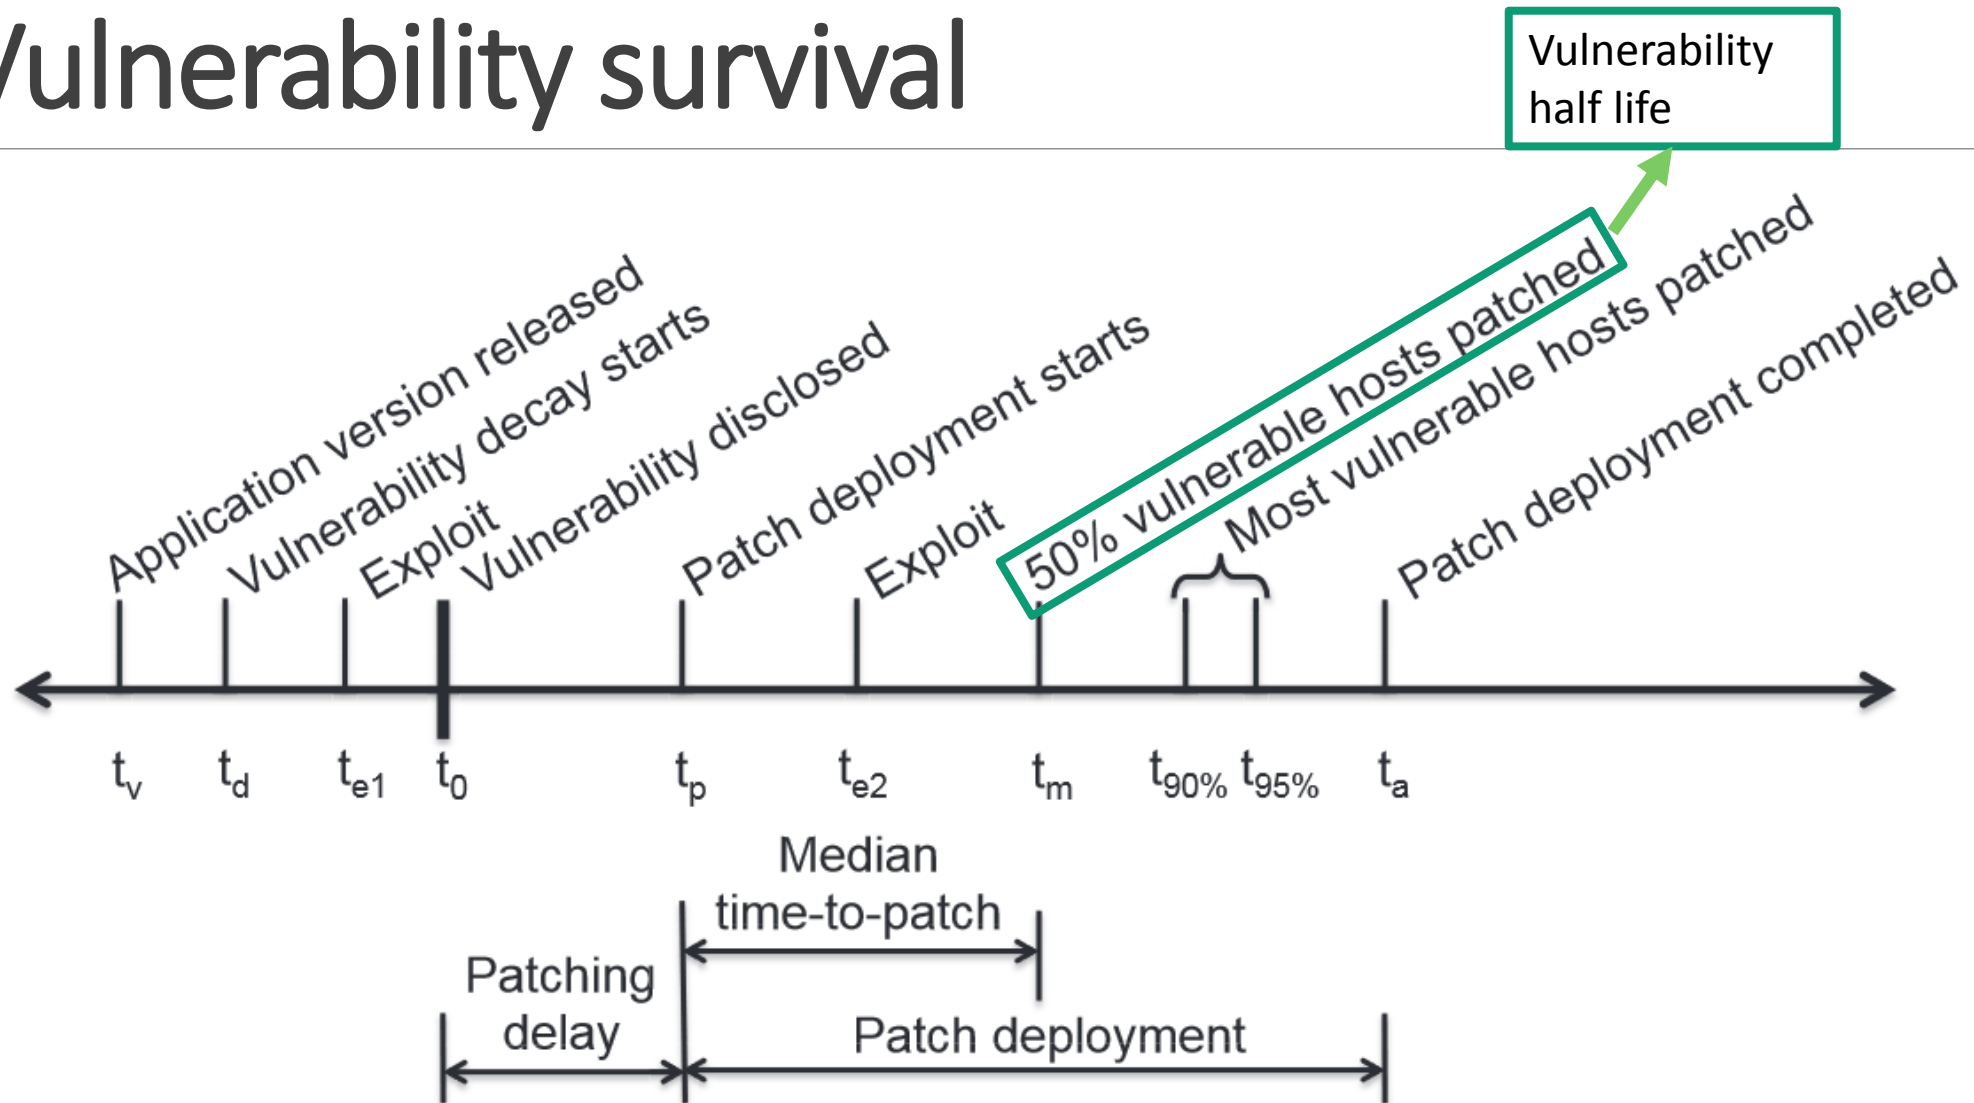 Vulnerability survival
Vulnerability
half life
Application version released
Vulnerability decay starts
Exploit
Vulnerability disclosed
Patch deployment starts
Exploit
50% vulnerable hosts patched
Most vulnerable hosts patched
Patch deployment completed
tv td te1 t0 tp te2 tm t90% t95% ta
Median
time-to-patch
Patching
delay
Patch deployment